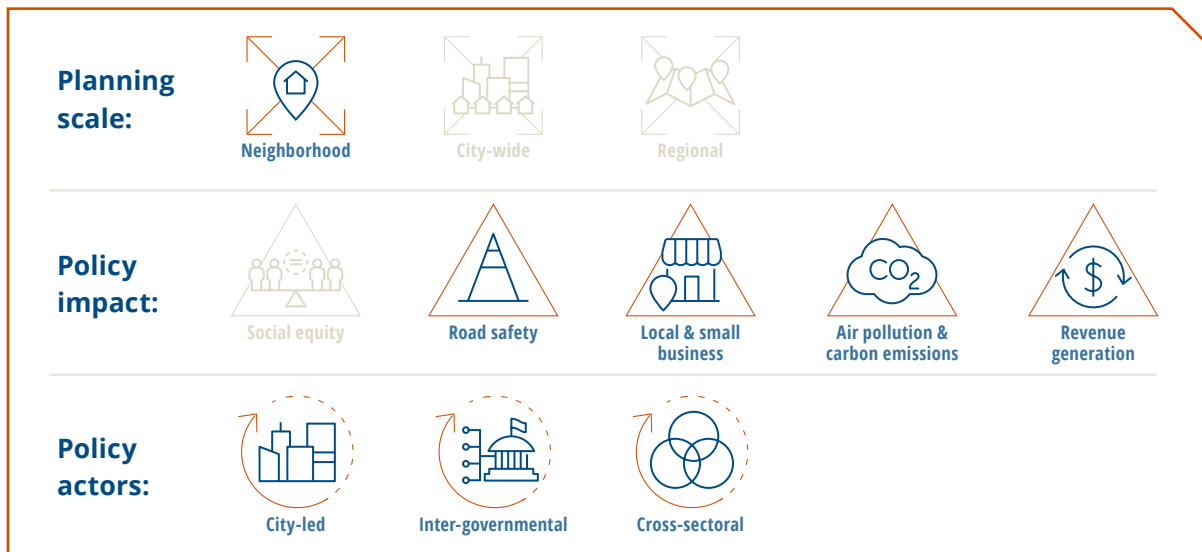 Planning
scale:
Neighborhood
City-wide
Regional
Policy
impact:
Social equity
Road safety
Local & small
business
CO2
Air pollution &
carbon emissions
$
Revenue
generation
Policy
actors:
City-led
Inter-governmental
Cross-sectoral